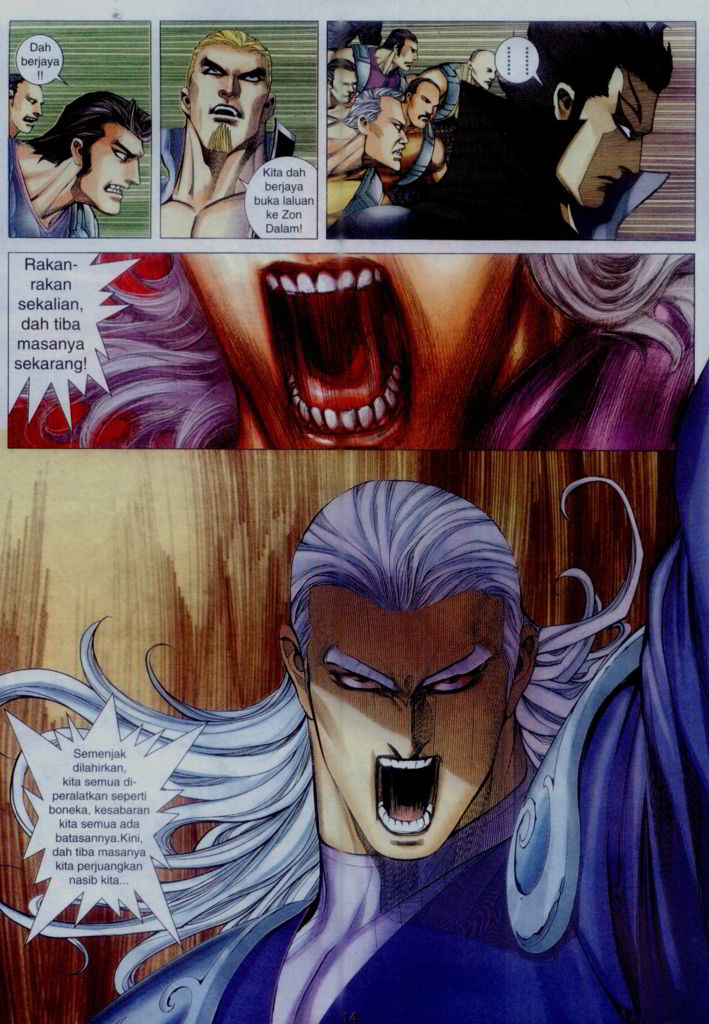 Dah
berjaya
!!
Kita dah
berjaya
buka laluan
ke Zon
Dalam!
Rakan-
rakan
sekalian,
dah tiba
masanya
sekarang!
Semenjak
dilahirkan,
kita semua di-
peralatkan seperti
boneka, kesabaran
kita semua ada
batasannya.Kini,
dah tiba masanya
kita perjuangkan
nasib kita...
14